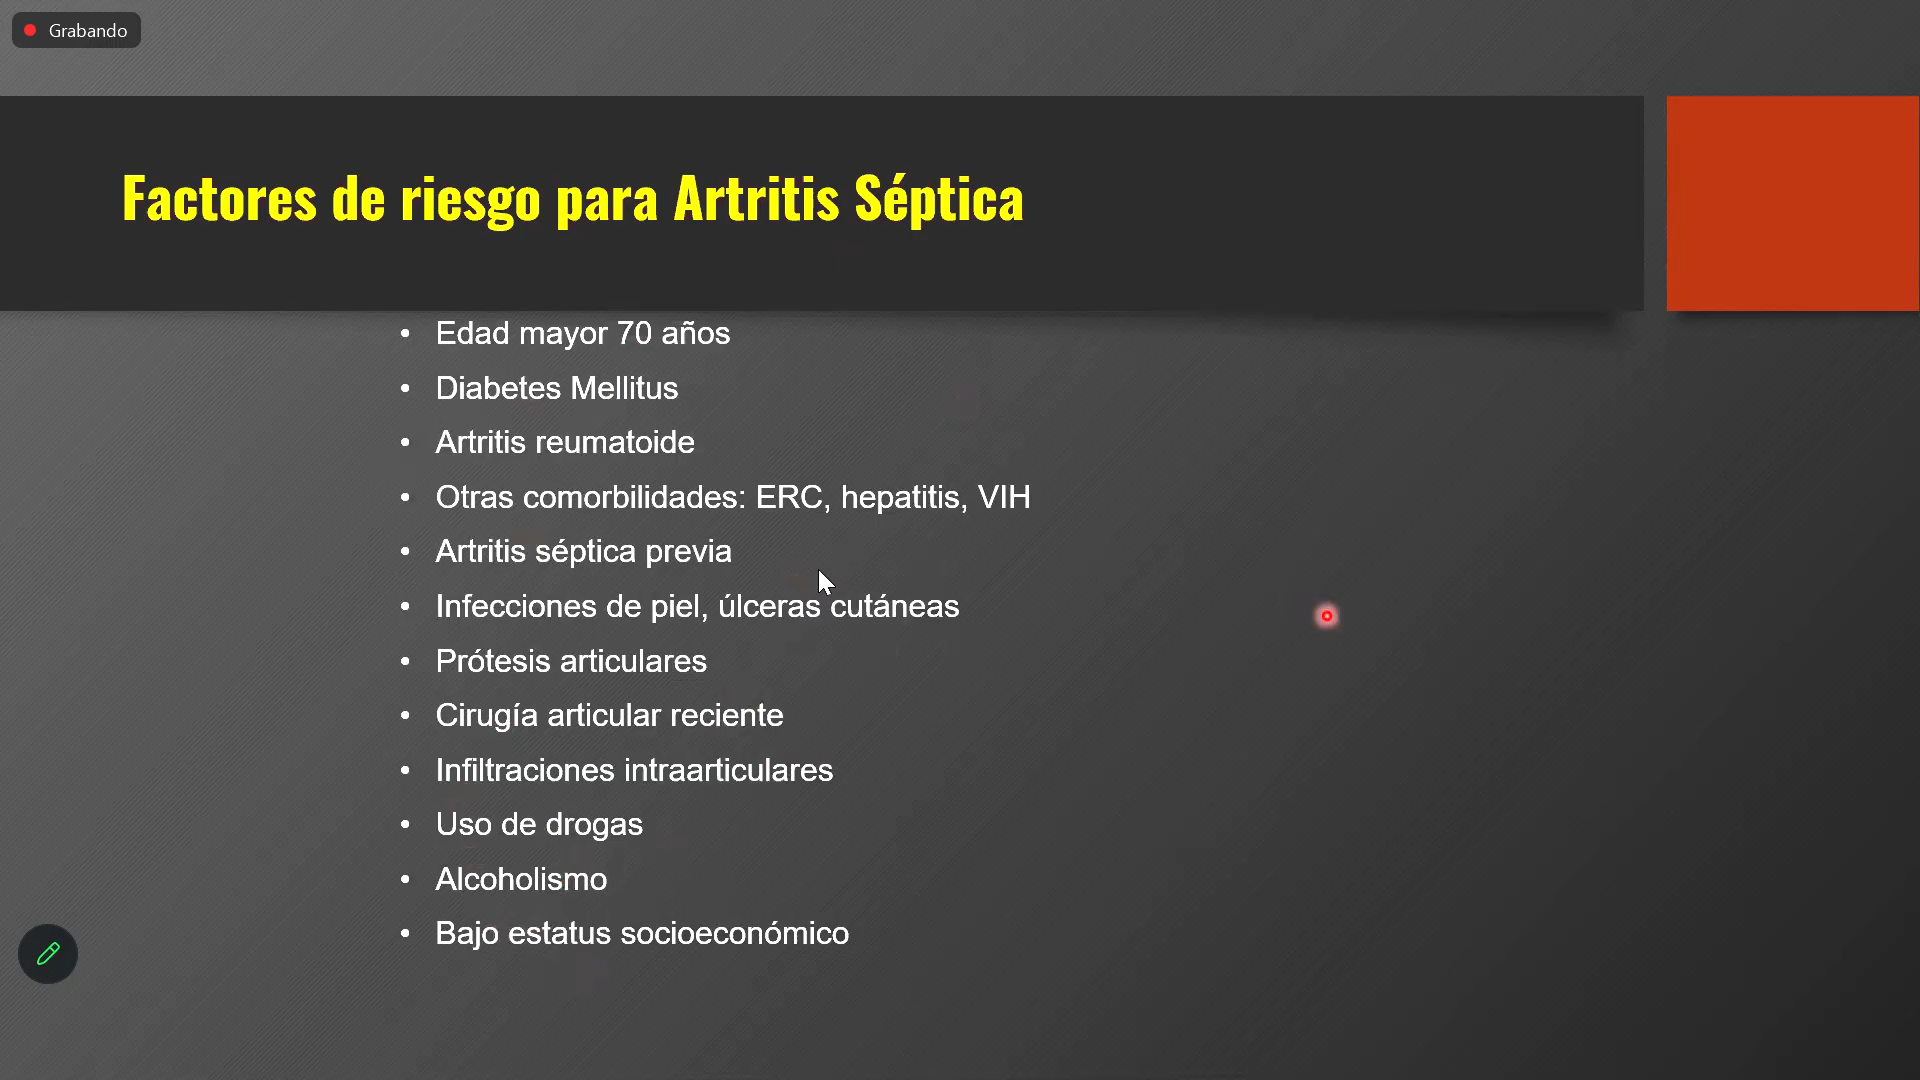 Grabando
Factores de riesgo para Artritis Séptica
• Edad mayor 70 años
• Diabetes Mellitus
• Artritis reumatoide
• Otras comorbilidades: ERC, hepatitis, VIH
• Artritis séptica previa
• Infecciones de piel, úlceras cutáneas
• Prótesis articulares
• Cirugía articular reciente
• Infiltraciones intraarticulares
• Uso de drogas
• Alcoholismo
• Bajo estatus socioeconómico